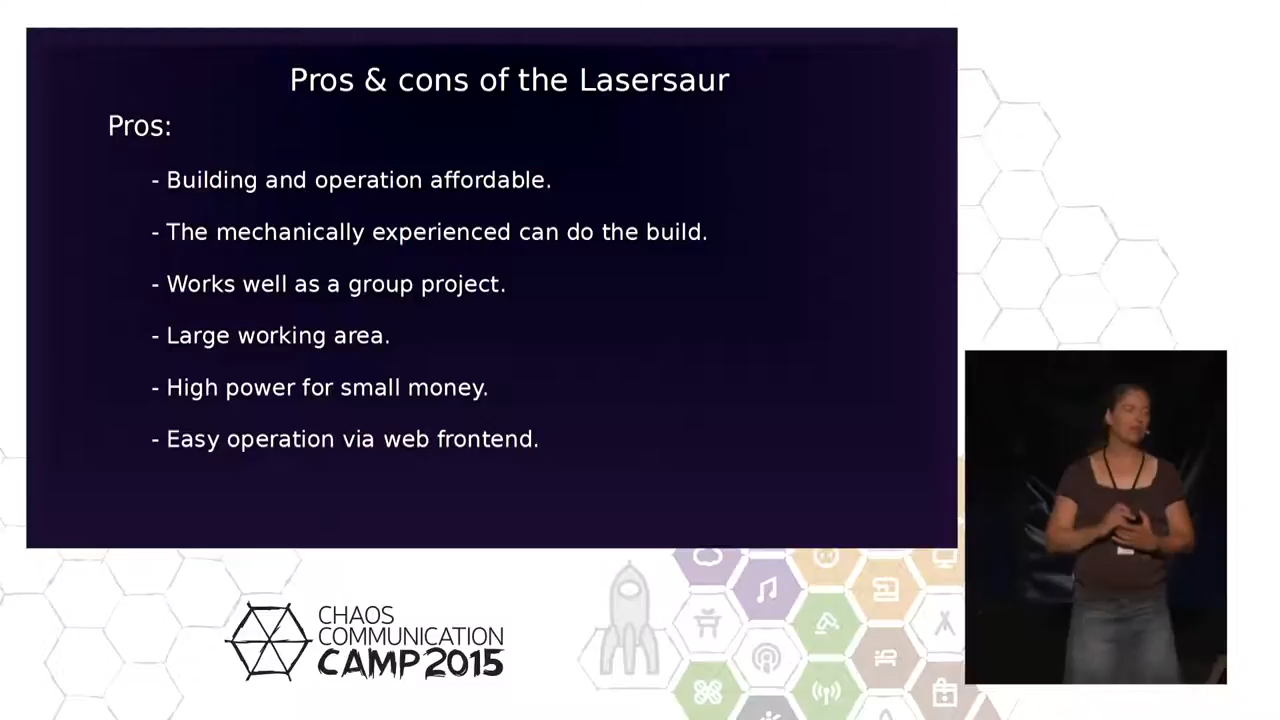 Pros & cons of the Lasersaur
Pros:
- Building and operation affordable.
- The mechanically experienced can do the build.
- Works well as a group project.
- Large working area.
- High power for small money.
- Easy operation via web frontend.
CHAOS
COMMUNICATION
CAMP 2015